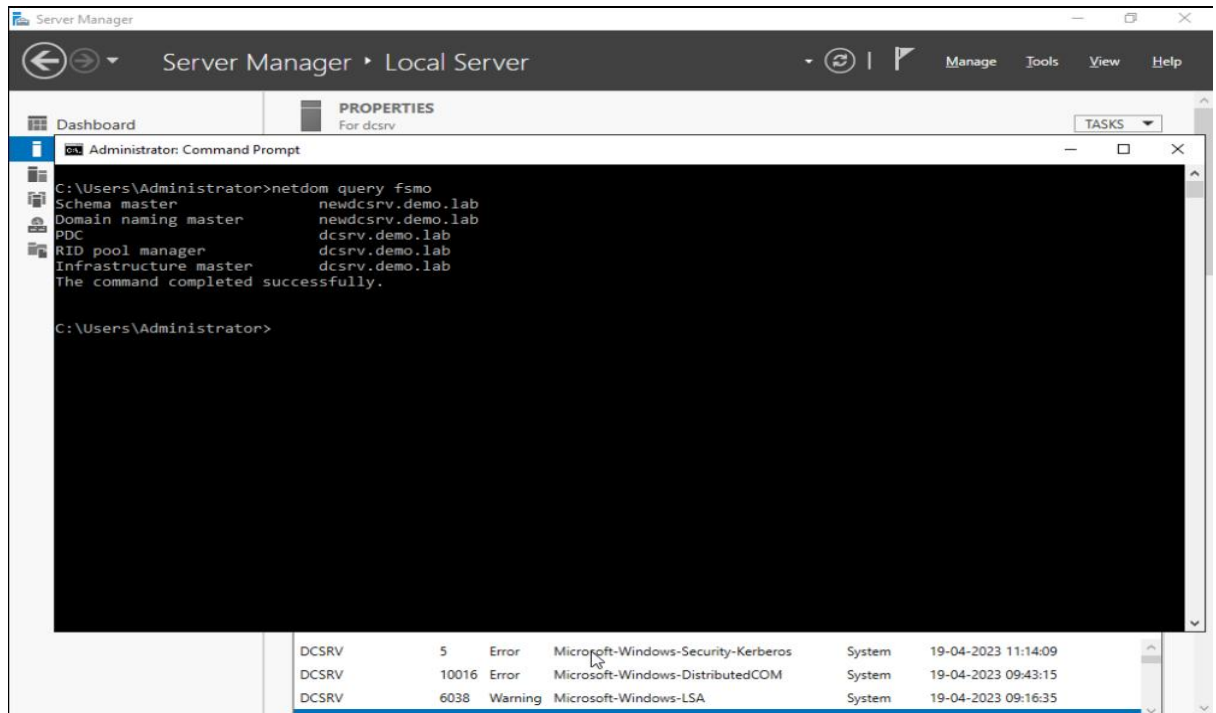 Server Manager
Server Manager • Local Server
Manage Tools View Help
Dashboard
PROPERTIES
For dcsrv
TASKS
Administrator: Command Prompt
C:\Users\Administrator>netdom query fsmo
Schema master newdcsrv.demo.lab
Domain naming master newdcsrv.demo.lab
PDC dcsrv.demo.lab
RID pool manager dcsrv.demo.lab
Infrastructure master dcsrv.demo.lab
The command completed successfully.
C:\Users\Administrator>
DCSRV 5 Error Microsoft-Windows-Security-Kerberos System 19-04-2023 11:14:09
DCSRV 10016 Error Microsoft-Windows-DistributedCOM System 19-04-2023 09:43:15
DCSRV 6038 Warning Microsoft-Windows-LSA System 19-04-2023 09:16:35